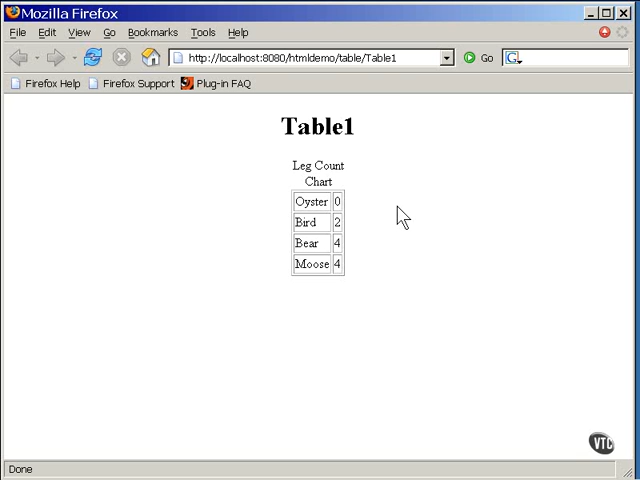 Mozilla Firefox
File Edit View Go Bookmarks Tools Help
http://localhost:8080/htmldemo/table/Table1 Go G
Firefox Help Firefox Support Plug-in FAQ
Table1
Leg Count
Chart
Oyster 0
Bird 2
Bear 4
Moose 4
VTC
Done